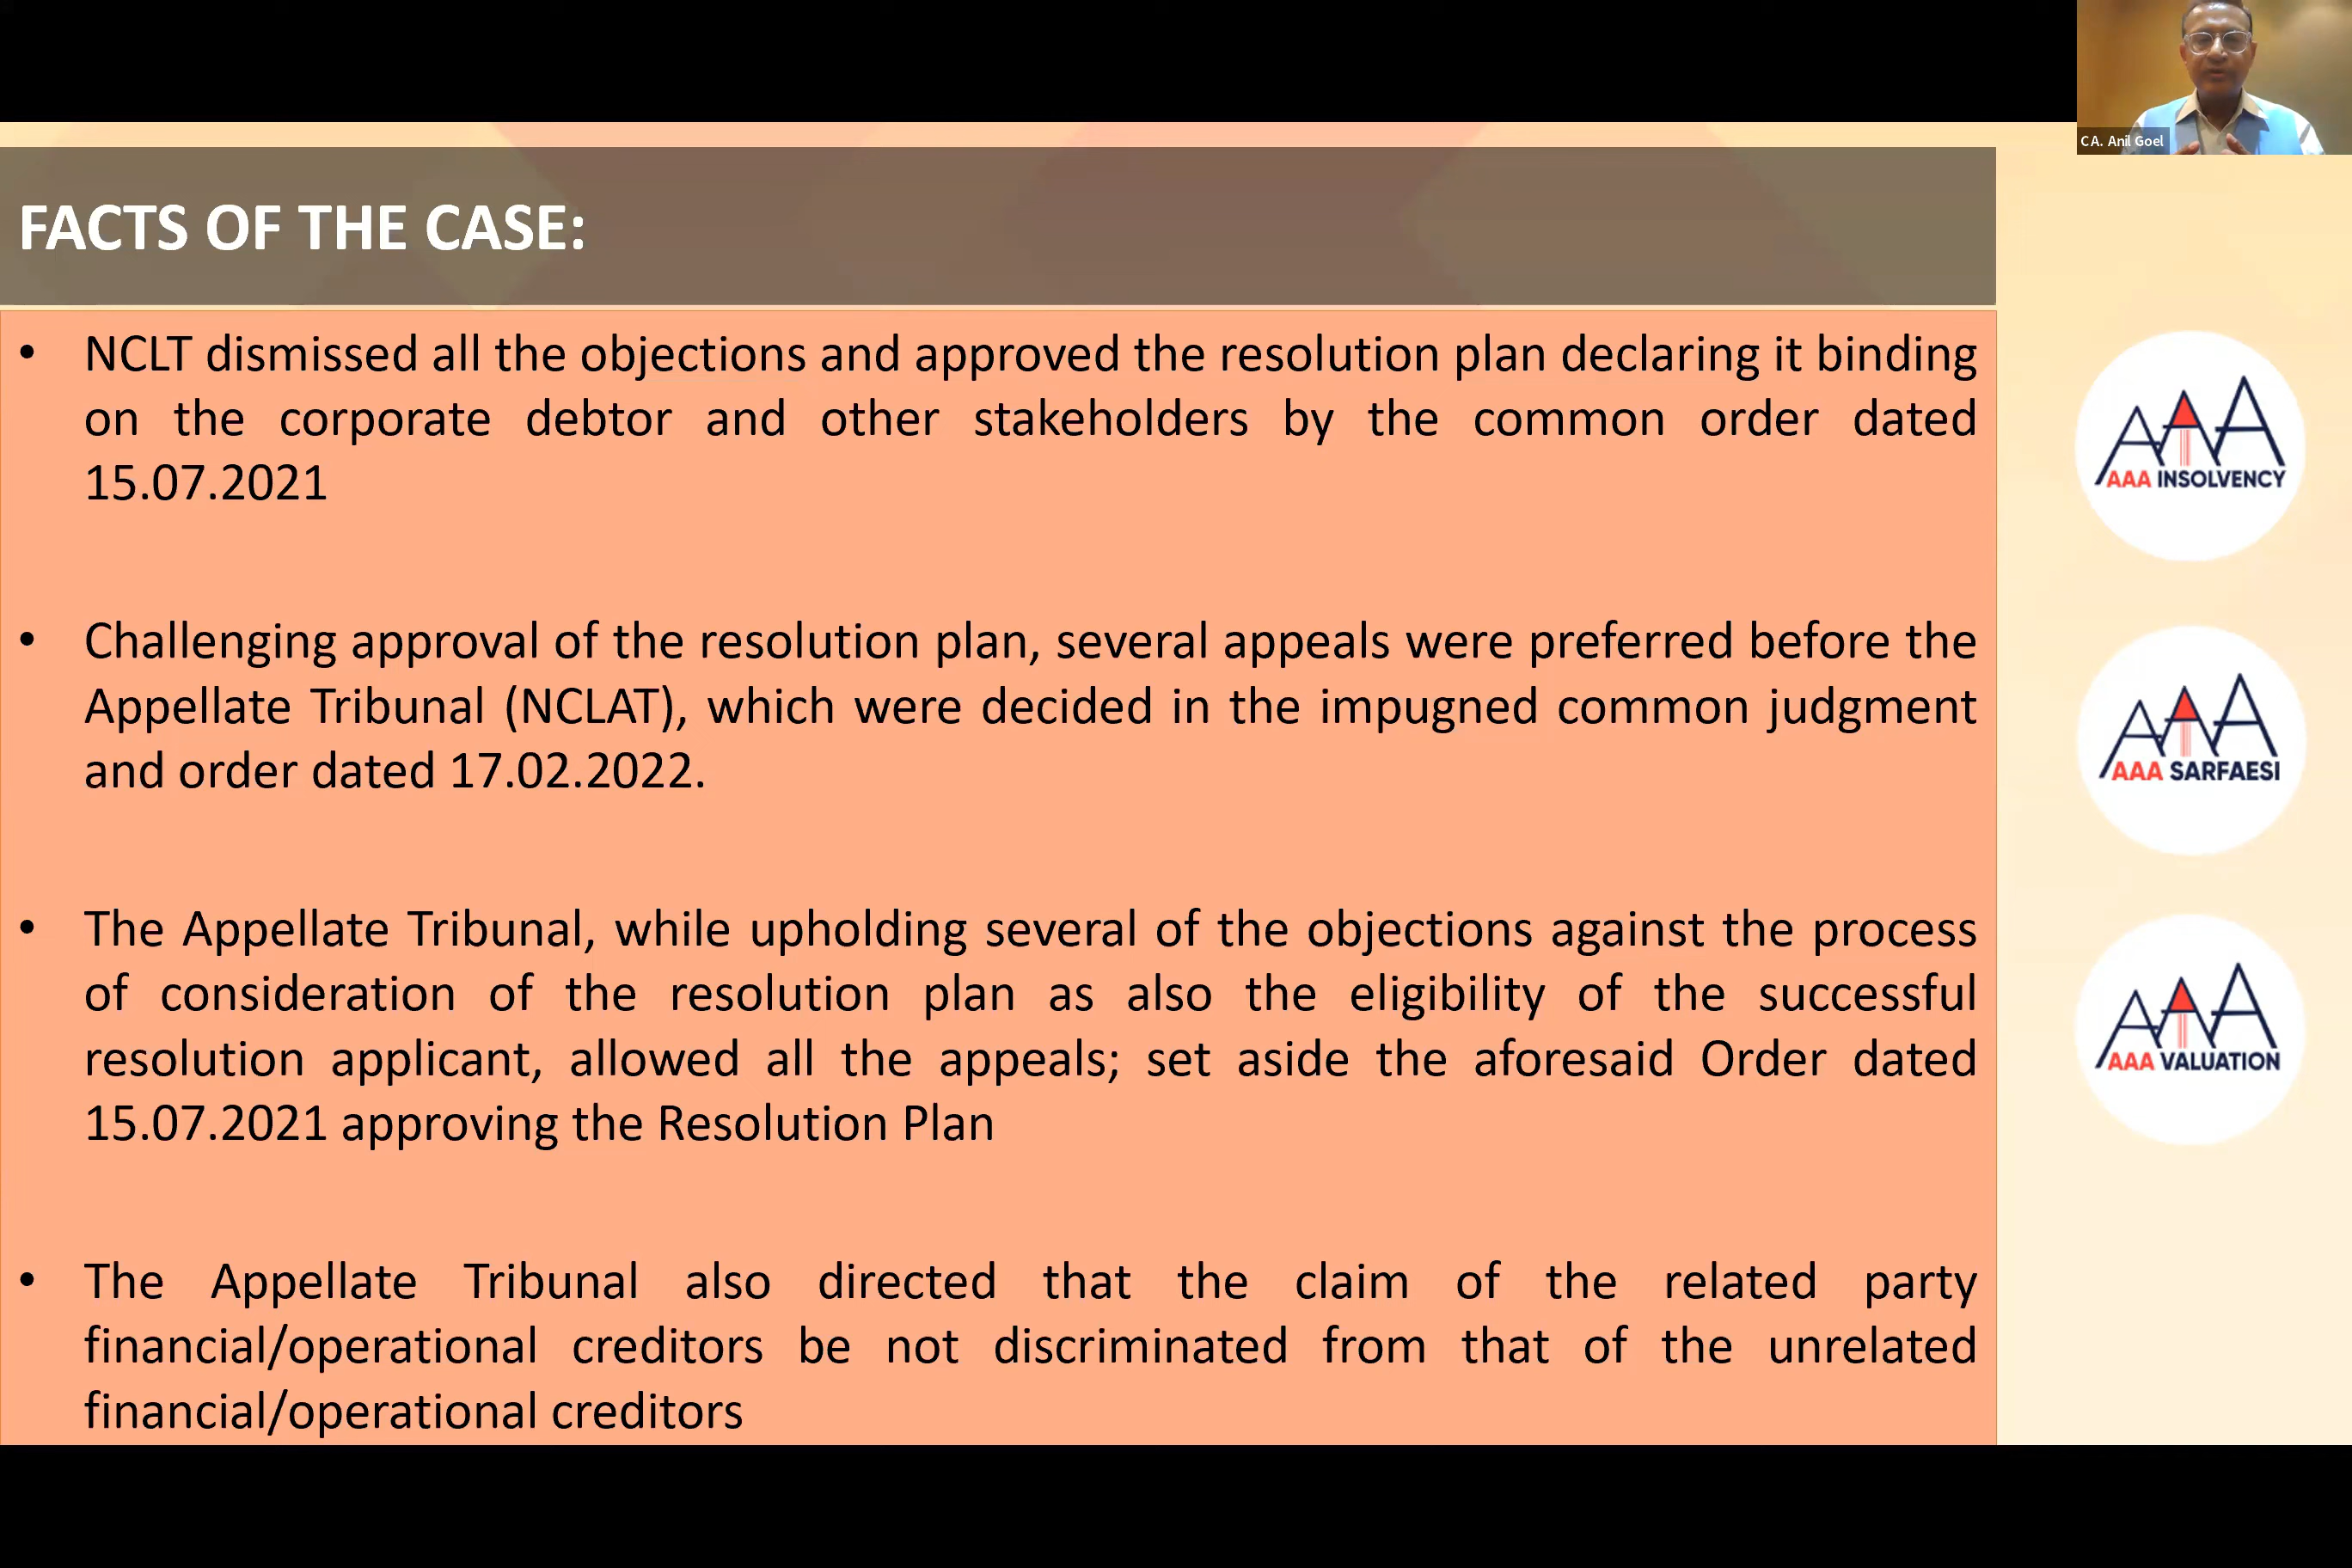 CA. Anil Goel
FACTS OF THE CASE:
• NCLT dismissed all the objections and approved the resolution plan declaring it binding
on the corporate debtor and other stakeholders by the common order dated
15.07.2021
• Challenging approval of the resolution plan, several appeals were preferred before the
Appellate Tribunal (NCLAT), which were decided in the impugned common judgment
and order dated 17.02.2022.
• The Appellate Tribunal, while upholding several of the objections against the process
of consideration of the resolution plan as also the eligibility of the successful
resolution applicant, allowed all the appeals; set aside the aforesaid Order dated
15.07.2021 approving the Resolution Plan
• The Appellate Tribunal also directed that the claim of the related party
financial/operational creditors be not discriminated from that of the unrelated
financial/operational creditors
AAA
AAA INSOLVENCY
AAA
AAA SARFAESI
AAA
AAA VALUATION